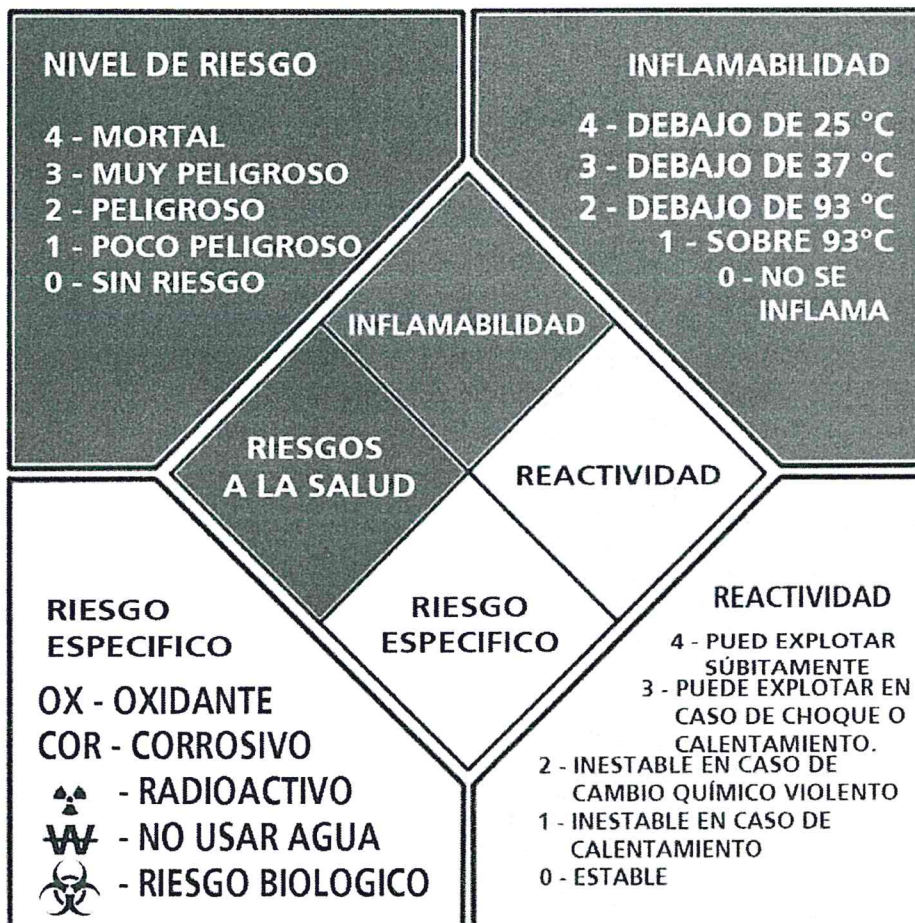 NIVEL DE RIESGO
4 - MORTAL
3 - MUY PELIGROSO
2 - PELIGROSO
1 - POCO PELIGROSO
0 - SIN RIESGO
INFLAMABILIDAD
4 - DEBAJO DE 25 °C
3 - DEBAJO DE 37 °C
2 - DEBAJO DE 93 °C
1 - SOBRE 93°C
0 - NO SE
INFLAMA
INFLAMABILIDAD
RIESGOS
A LA SALUD
REACTIVIDAD
RIESGO
ESPECIFICO
RIESGO
ESPECIFICO
OX - OXIDANTE
COR - CORROSIVO
- RADIOACTIVO
W - NO USAR AGUA
- RIESGO BIOLOGICO
REACTIVIDAD
4 - PUED EXPLOTAR
SÚBITAMENTE
3 - PUEDE EXPLOTAR EN
CASO DE CHOQUE O
CALENTAMIENTO.
2 - INESTABLE EN CASO DE
CAMBIO QUÍMICO VIOLENTO
1 - INESTABLE EN CASO DE
CALENTAMIENTO
0 - ESTABLE